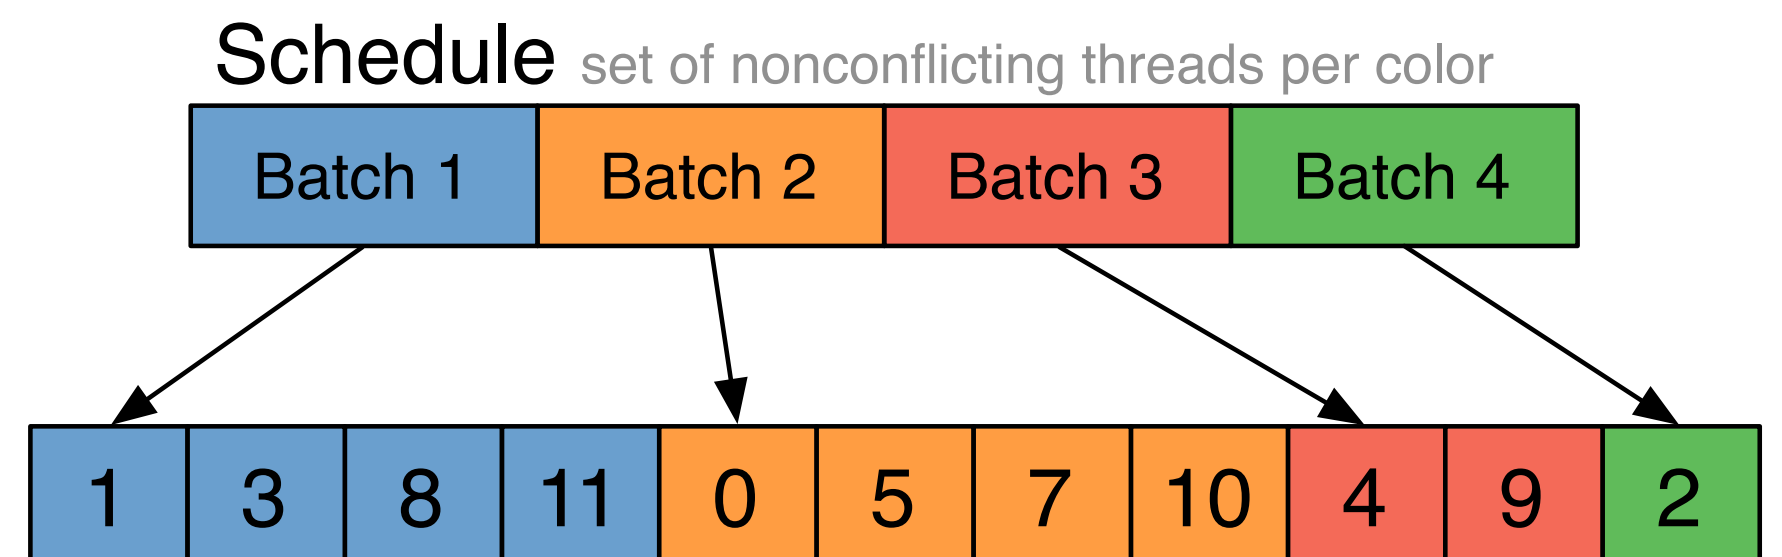 Schedule set of nonconflicting threads per color
Batch 1 Batch 2 Batch 3 Batch 4
1 3 8 11 0 5 7 10 4 9 2